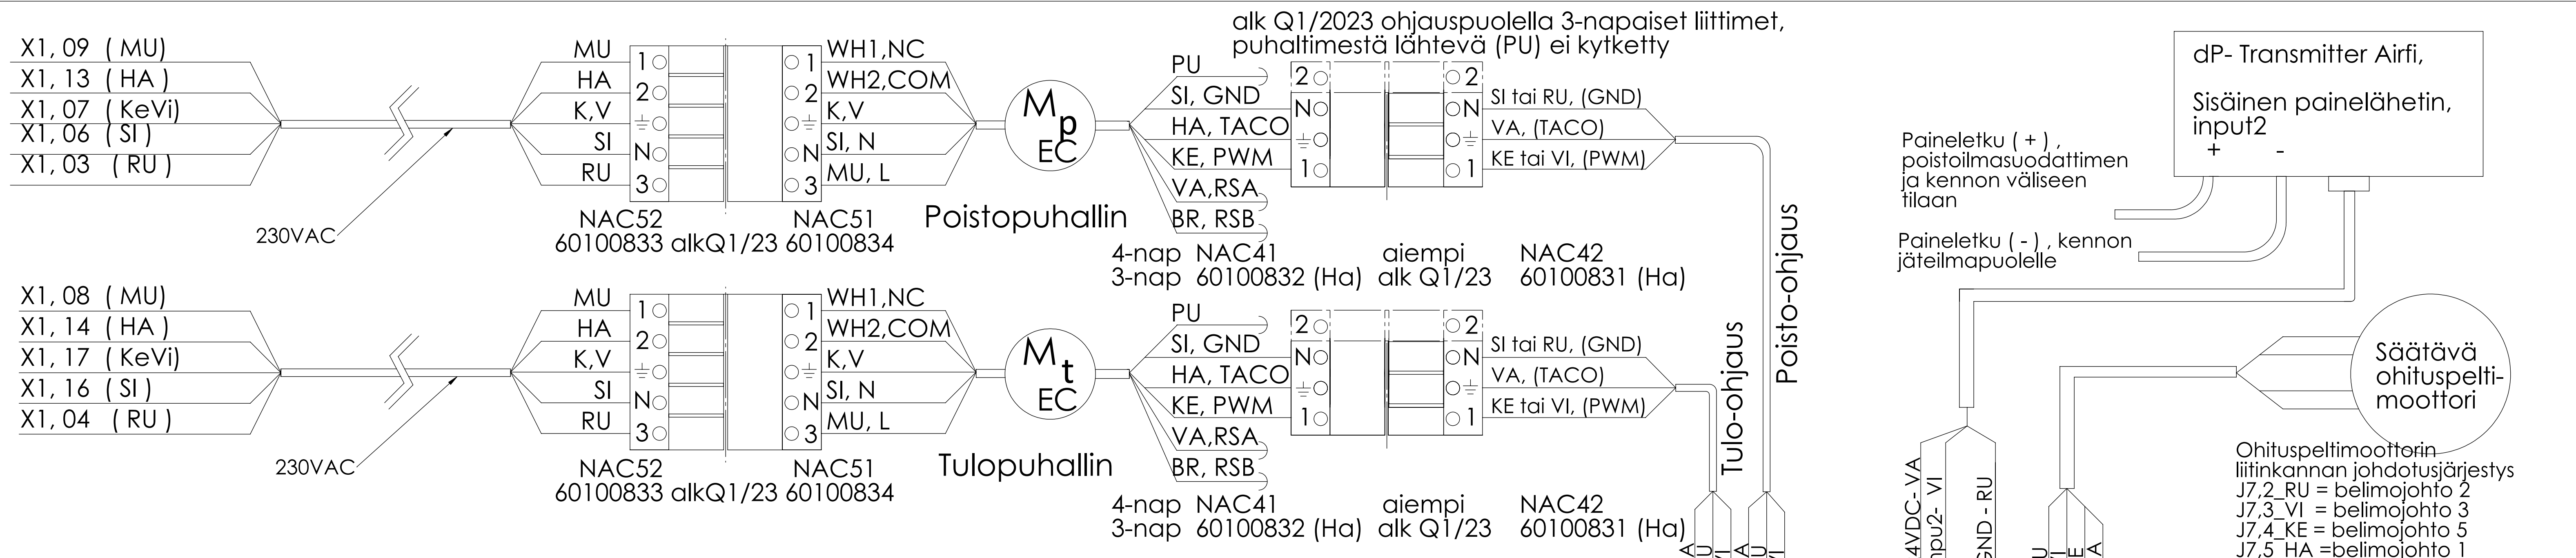 alk Q1/2023 ohjauspuolella 3-napaiset liittimet,
puhaltimestä lähtevä (PU) ei kytketty
X1, 09 ( MU)
X1, 13 ( HA )
X1, 07 ( KeVi)
X1, 06 ( SI )
X1, 03 ( RU )
230VAC
MU
HA
K,V
SI
RU
1
2
N
3
1
2
N
3
NAC52
NAC51
60100833 alkQ1/23 60100834
WH1,NC
WH2,COM
K,V
SI, N
MU, L
Mp
EC
Poistopuhallin
PU
SI, GND
HA, TACO
KE, PWM
VA,RSA
BR, RSB
2
N
1
2
N
1
SI tai RU, (GND)
VA, (TACO)
KE tai VI, (PWM)
4-nap NAC41 aiempi NAC42
3-nap 60100832 (Ha) alk Q1/23 60100831 (Ha)
Poisto-ohjaus
X1, 08 ( MU)
X1, 14 ( HA )
X1, 17 ( KeVi)
X1, 16 ( SI )
X1, 04 ( RU )
230VAC
MU
HA
K,V
SI
RU
1
2
N
3
1
2
N
3
NAC52
NAC51
60100833 alkQ1/23 60100834
WH1,NC
WH2,COM
K,V
SI, N
MU, L
Mt
EC
Tulopuhallin
PU
SI, GND
HA, TACO
KE, PWM
VA,RSA
BR, RSB
2
N
1
2
N
1
SI tai RU, (GND)
VA, (TACO)
KE tai VI, (PWM)
4-nap NAC41 aiempi NAC42
3-nap 60100832 (Ha) alk Q1/23 60100831 (Ha)
Tulo-ohjaus
dP- Transmitter Airfi,
Sisäinen painelähetin,
input2
+ -
Paineletku ( + ) ,
poistoilmasuodattimen
ja kennon väliseen
tilaan
Paineletku ( - ) , kennon
jäteilmapuolelle
4VDC- VA
VI
GND - RU
Säätävä
ohituspelti-
moottori
Ohituspeltimoottorin
liitinkannan johdotusjärjestys
J7,2_RU = belimojohto 2
J7,3_VI = belimojohto 3
J7,4_KE = belimojohto 5
J7,5_HA =belimojohto 1